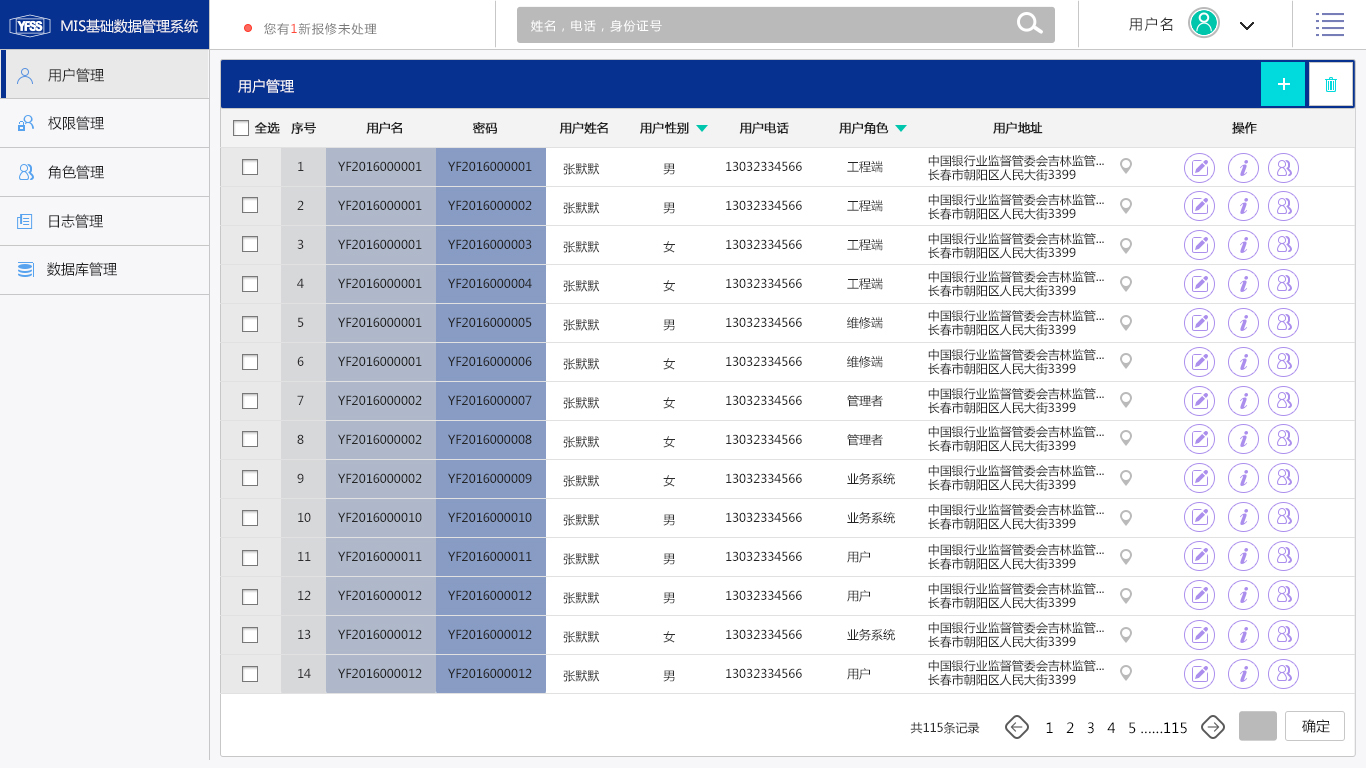 YFSS MIS基础数据管理系统
您有1新报修未处理
姓名，电话，身份证号
用户名
用户管理
权限管理
角色管理
日志管理
数据库管理
用户管理
+
全选 序号 用户名 密码 用户姓名 用户性别 用户电话 用户角色 用户地址 操作
1 YF2016000001 YF2016000001 张默默 男 13032334566 工程端 中国银行业监督管委会吉林监管...
长春市朝阳区人民大街3399
2 YF2016000001 YF2016000002 张默默 男 13032334566 工程端 中国银行业监督管委会吉林监管...
长春市朝阳区人民大街3399
3 YF2016000001 YF2016000003 张默默 女 13032334566 工程端 中国银行业监督管委会吉林监管...
长春市朝阳区人民大街3399
4 YF2016000001 YF2016000004 张默默 女 13032334566 工程端 中国银行业监督管委会吉林监管...
长春市朝阳区人民大街3399
5 YF2016000001 YF2016000005 张默默 男 13032334566 维修端 中国银行业监督管委会吉林监管...
长春市朝阳区人民大街3399
6 YF2016000001 YF2016000006 张默默 女 13032334566 维修端 中国银行业监督管委会吉林监管...
长春市朝阳区人民大街3399
7 YF2016000002 YF2016000007 张默默 女 13032334566 管理者 中国银行业监督管委会吉林监管...
长春市朝阳区人民大街3399
8 YF2016000002 YF2016000008 张默默 女 13032334566 管理者 中国银行业监督管委会吉林监管...
长春市朝阳区人民大街3399
9 YF2016000002 YF2016000009 张默默 女 13032334566 业务系统 中国银行业监督管委会吉林监管...
长春市朝阳区人民大街3399
10 YF2016000010 YF2016000010 张默默 男 13032334566 业务系统 中国银行业监督管委会吉林监管...
长春市朝阳区人民大街3399
11 YF2016000011 YF2016000011 张默默 男 13032334566 用户 中国银行业监督管委会吉林监管...
长春市朝阳区人民大街3399
12 YF2016000012 YF2016000012 张默默 男 13032334566 用户 中国银行业监督管委会吉林监管...
长春市朝阳区人民大街3399
13 YF2016000012 YF2016000012 张默默 女 13032334566 业务系统 中国银行业监督管委会吉林监管...
长春市朝阳区人民大街3399
14 YF2016000012 YF2016000012 张默默 男 13032334566 用户 中国银行业监督管委会吉林监管...
长春市朝阳区人民大街3399
共115条记录 1 2 3 4 5 ......115 确定